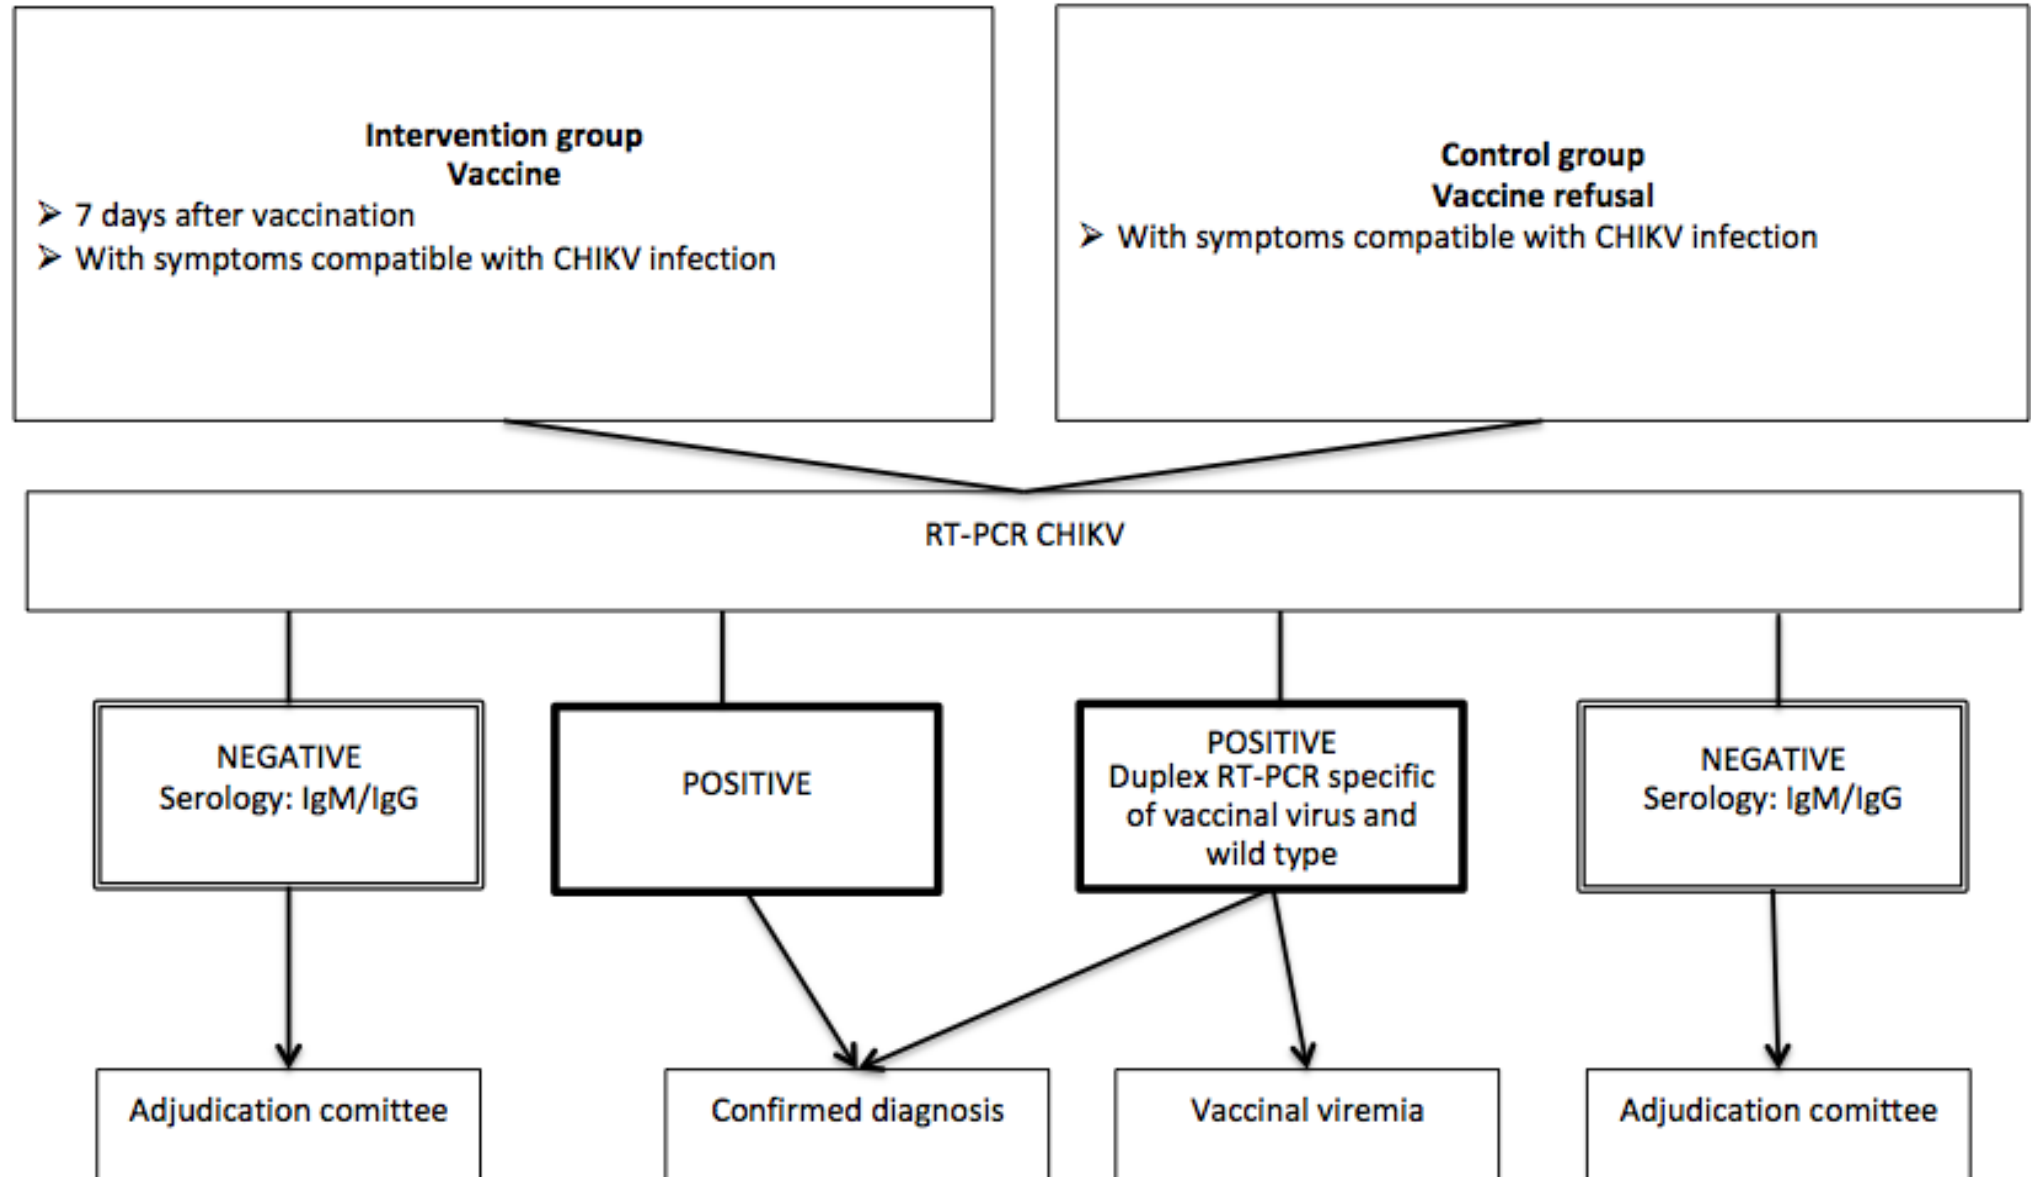 Intervention group
Vaccine
➢ 7 days after vaccination
➢ With symptoms compatible with CHIKV infection
Control group
Vaccine refusal
➢ With symptoms compatible with CHIKV infection
RT-PCR CHIKV
NEGATIVE
Serology: IgM/IgG
POSITIVE
POSITIVE
Duplex RT-PCR specific
of vaccinal virus and
wild type
NEGATIVE
Serology: IgM/IgG
Adjudication comittee
Confirmed diagnosis
Vaccinal viremia
Adjudication comittee